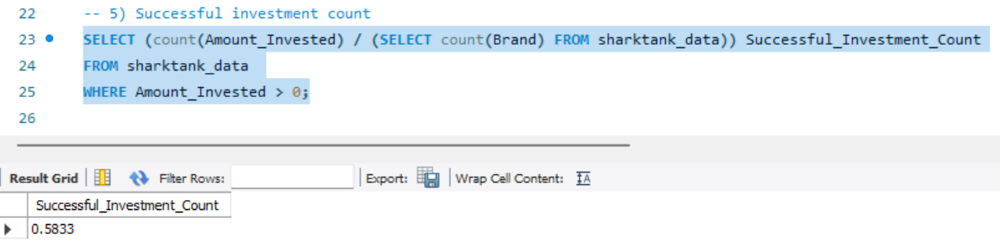 22 -- 5) Successful investment count
23 SELECT (count(Amount_Invested) / (SELECT count(Brand) FROM sharktank_data)) Successful_Investment_Count
24 FROM sharktank_data
25 WHERE Amount_Invested > 0;
26
Result Grid Filter Rows: Export: Wrap Cell Content: IA
Successful_Investment_Count
0.5833